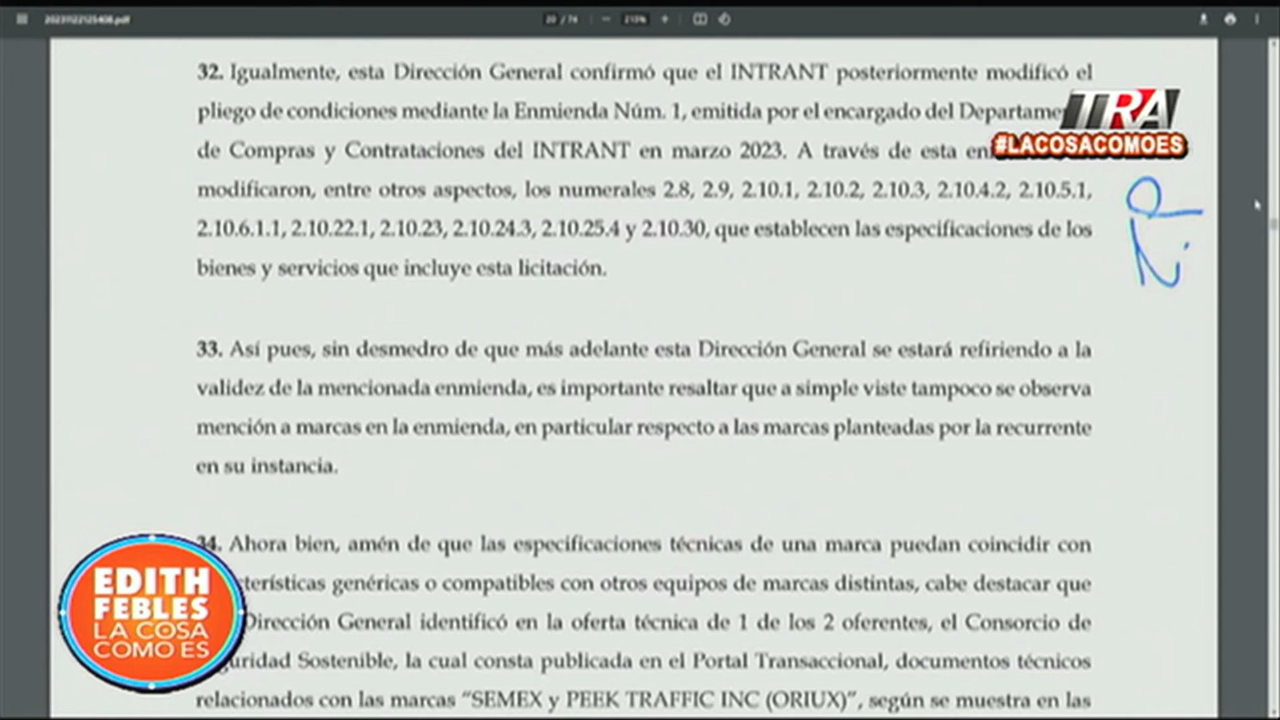 20231122125408.pdf
20 / 74
210%
32. Igualmente, esta Dirección General confirmó que el INTRANT posteriormente modificó el
pliego de condiciones mediante la Enmienda Núm. 1, emitida por el encargado del Departame
de Compras y Contrataciones del INTRANT en marzo 2023. A través de esta en
modificaron, entre otros aspectos, los numerales 2.8, 2.9, 2.10.1, 2.10.2, 2.10.3, 2.10.4.2, 2.10.5.1,
2.10.6.1.1, 2.10.22.1, 2.10.23, 2.10.24.3, 2.10.25.4 y 2.10.30, que establecen las especificaciones de los
bienes y servicios que incluye esta licitación.
TRA
#LACOSACOMOES
33. Así pues, sin desmedro de que más adelante esta Dirección General se estará refiriendo a la
validez de la mencionada enmienda, es importante resaltar que a simple viste tampoco se observa
mención a marcas en la enmienda, en particular respecto a las marcas planteadas por la recurrente
en su instancia.
34. Ahora bien, amén de que las especificaciones técnicas de una marca puedan coincidir con
sterísticas genéricas o compatibles con otros equipos de marcas distintas, cabe destacar que
Dirección General identificó en la oferta técnica de 1 de los 2 oferentes, el Consorcio de
uridad Sostenible, la cual consta publicada en el Portal Transaccional, documentos técnicos
relacionados con las marcas “SEMEX y PEEK TRAFFIC INC (ORIUX)”, según se muestra en las
EDITH
FEBLES
LA COSA
COMO ES